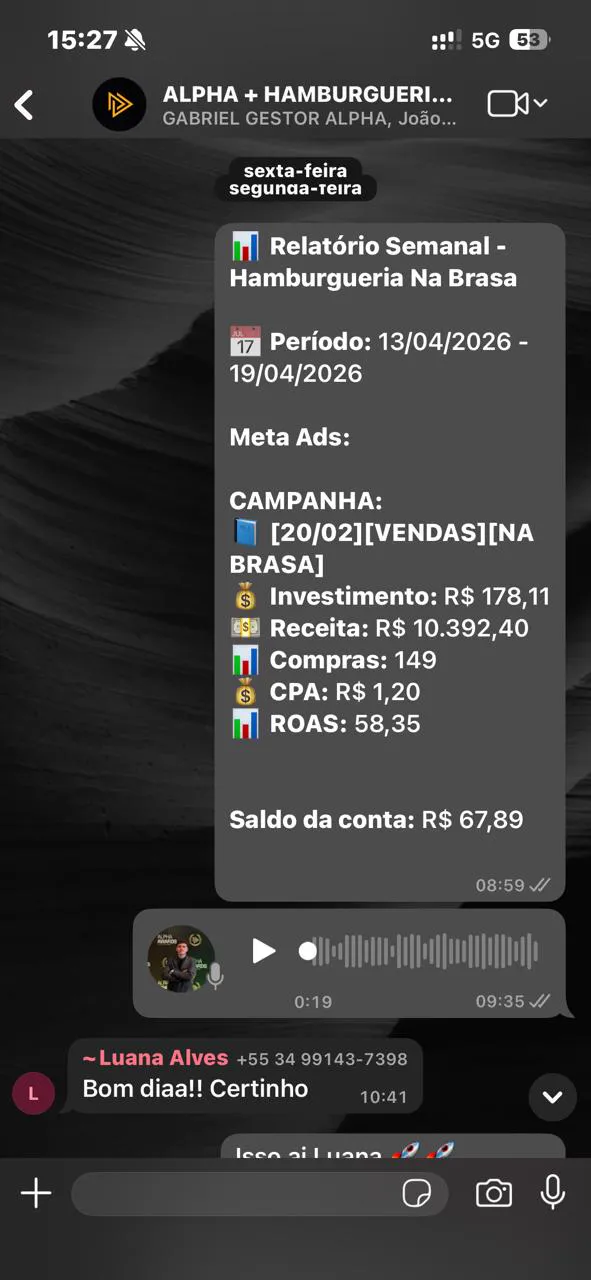 15:27
5G 53
ALPHA + HAMBURGUERI...
GABRIEL GESTOR ALPHA, João...
sexta-feira
segunda-feira
📊 Relatório Semanal -
Hamburgueria Na Brasa
📅 Período: 13/04/2026 -
19/04/2026
Meta Ads:
CAMPANHA:
📘 [20/02][VENDAS][NA
BRASA]
💰 Investimento: R$ 178,11
💵 Receita: R$ 10.392,40
📊 Compras: 149
💰 CPA: R$ 1,20
📊 ROAS: 58,35
Saldo da conta: R$ 67,89
08:59
0:19 09:35
~Luana Alves +55 34 99143-7398
L
Bom diaa!! Certinho 10:41
Isso ai Luana 🚀🚀